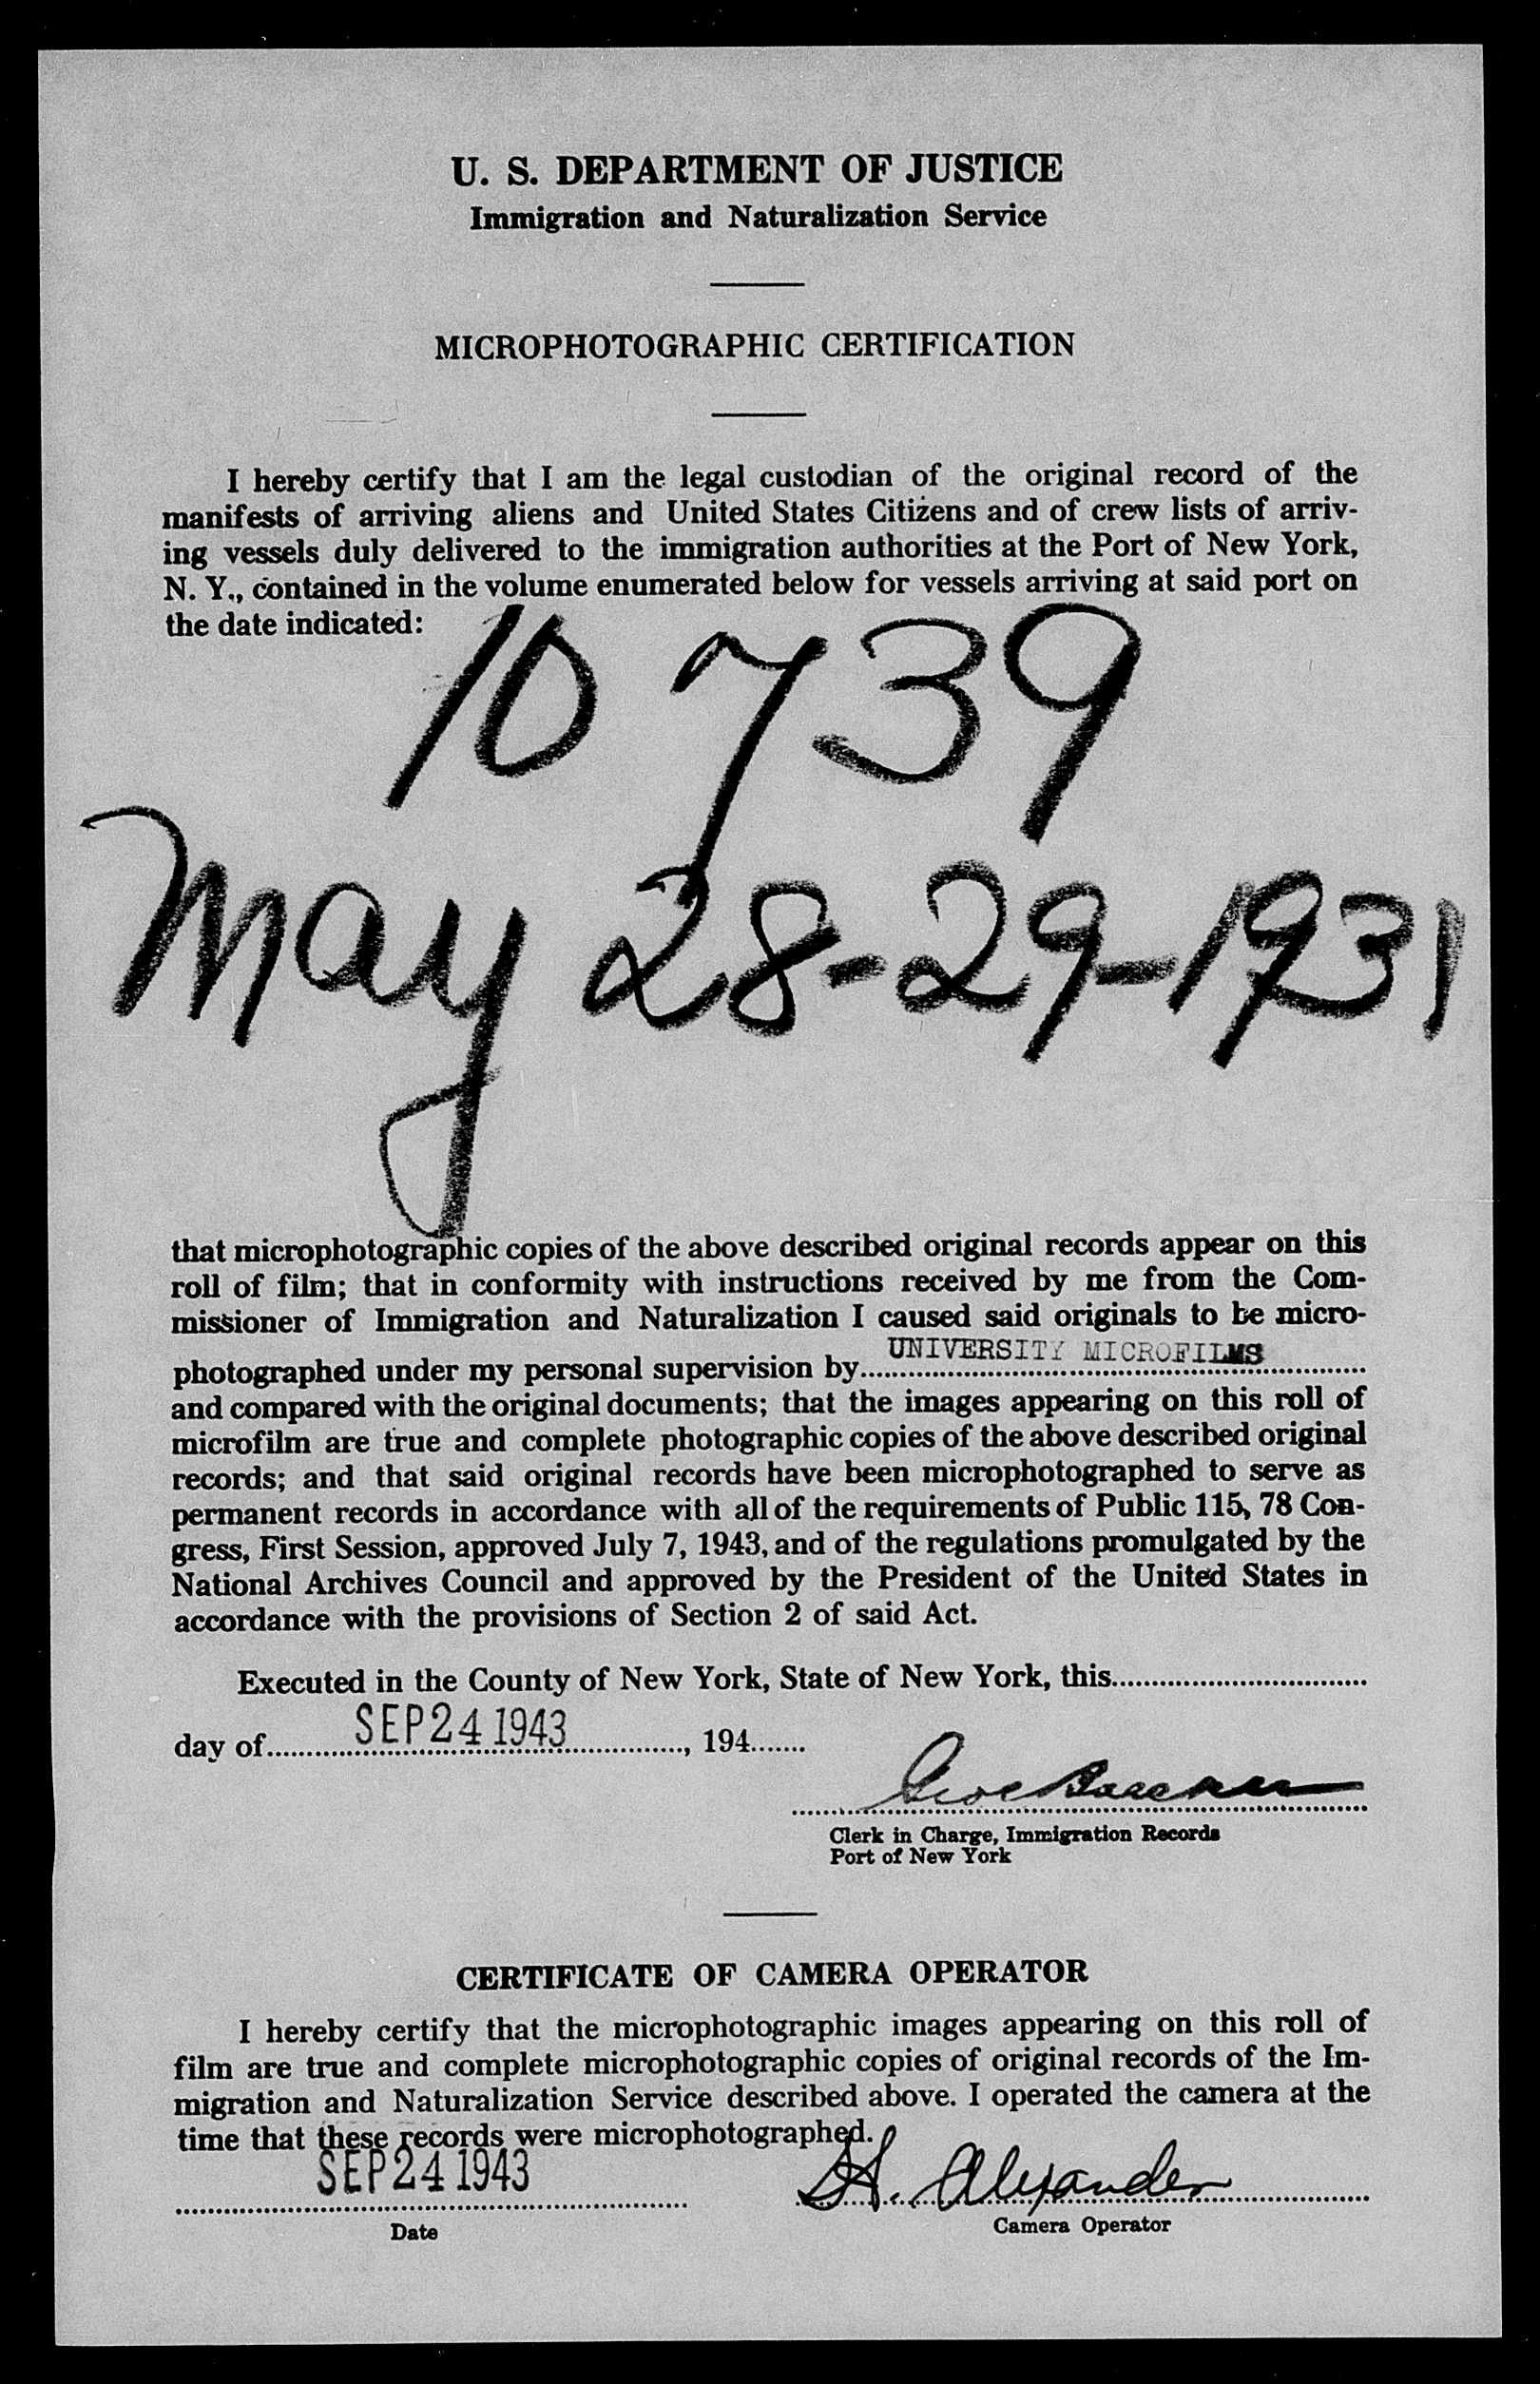 U. S. DEPARTMENT OF JUSTICE
Immigration and Naturalization Service
MICROPHOTOGRAPHIC CERTIFICATION
I hereby certify that I am the legal custodian of the original record of the
manifests of arriving aliens and United States Citizens and of crew lists of arriv-
ing vessels duly delivered to the immigration authorities at the Port of New York,
N. Y., contained in the volume enumerated below for vessels arriving at said port on
the date indicated:
10739
May 28-29-1931
that microphotographic copies of the above described original records appear on this
roll of film; that in conformity with instructions received by me from the Com-
missioner of Immigration and Naturalization I caused said originals to be micro-
UNIVERSITY MICROFILMS
photographed under my personal supervision by
and compared with the original documents; that the images appearing on this roll of
microfilm are true and complete photographic copies of the above described original
records; and that said original records have been microphotographed to serve as
permanent records in accordance with all of the requirements of Public 115, 78 Con-
gress, First Session, approved July 7, 1943, and of the regulations promulgated by the
National Archives Council and approved by the President of the United States in
accordance with the provisions of Section 2 of said Act.
Executed in the County of New York, State of New York, this
day of SEP 24 1943, 194
Clerk in Charge, Immigration Records
Port of New York
CERTIFICATE OF CAMERA OPERATOR
I hereby certify that the microphotographic images appearing on this roll of
film are true and complete microphotographic copies of original records of the Im-
migration and Naturalization Service described above. I operated the camera at the
time that these records were microphotographed.
SEP 24 1943 H. Alexander
Date Camera Operator